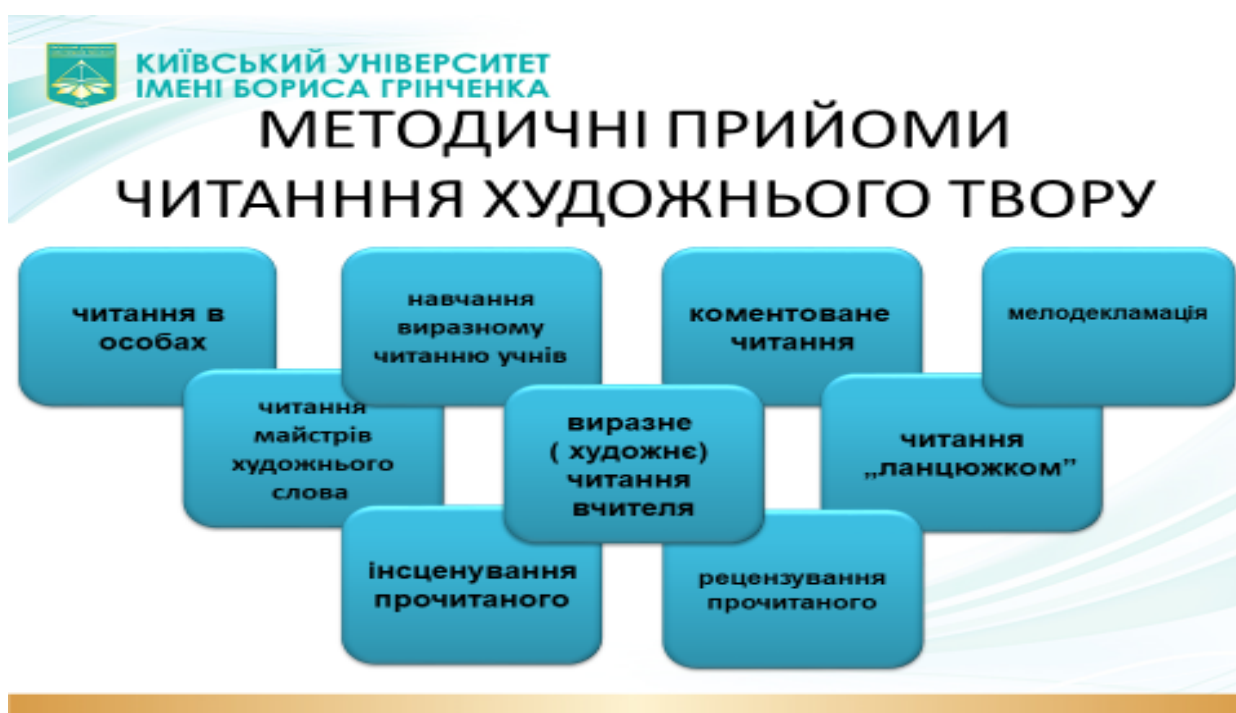 КИЇВСЬКИЙ УНІВЕРСИТЕТ
ІМЕНІ БОРИСА ГРІНЧЕНКА
МЕТОДИЧНІ ПРИЙОМИ
ЧИТАНННЯ ХУДОЖНЬОГО ТВОРУ
читання в
особах
навчання
виразному
читанню учнів
коментоване
читання
мелодекламація
читання
майстрів
художнього
слова
виразне
( художнє)
читання
вчителя
читання
„ланцюжком”
інсценування
прочитаного
рецензування
прочитаного